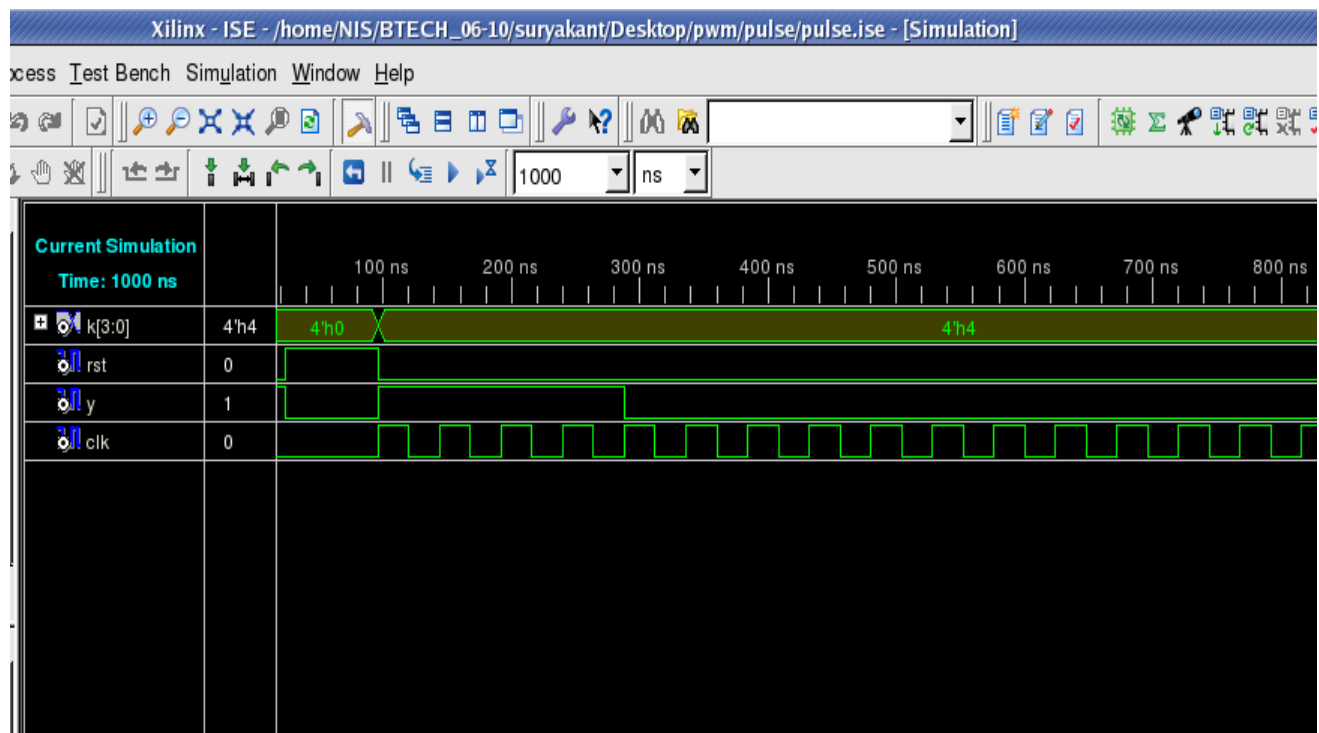 Xilinx - ISE - /home/NIS/BTECH_06-10/suryakant/Desktop/pwm/pulse/pulse.ise - [Simulation]
ocess Test Bench Simulation Window Help
1000 ns
Current Simulation
Time: 1000 ns
100 ns 200 ns 300 ns 400 ns 500 ns 600 ns 700 ns 800 ns
k[3:0] 4'h4 4'h0 4'h4
rst 0
y 1
clk 0